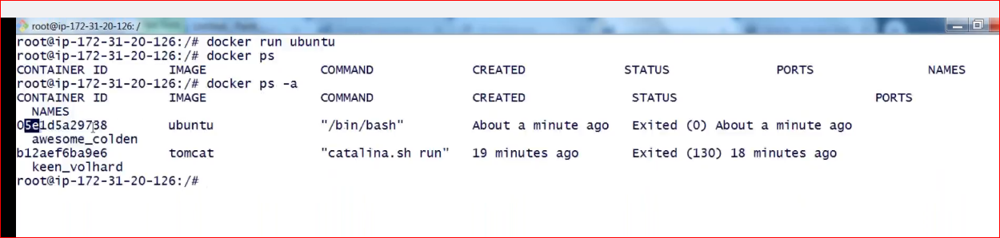 root@ip-172-31-20-126: /
root@ip-172-31-20-126:/# docker run ubuntu
root@ip-172-31-20-126:/# docker ps
CONTAINER ID IMAGE COMMAND CREATED STATUS PORTS NAMES
root@ip-172-31-20-126:/# docker ps -a
CONTAINER ID IMAGE COMMAND CREATED STATUS PORTS
NAMES
05e1d5a29738 ubuntu "/bin/bash" About a minute ago Exited (0) About a minute ago
awesome_colden
b12aef6ba9e6 tomcat "catalina.sh run" 19 minutes ago Exited (130) 18 minutes ago
keen_volhard
root@ip-172-31-20-126:/#